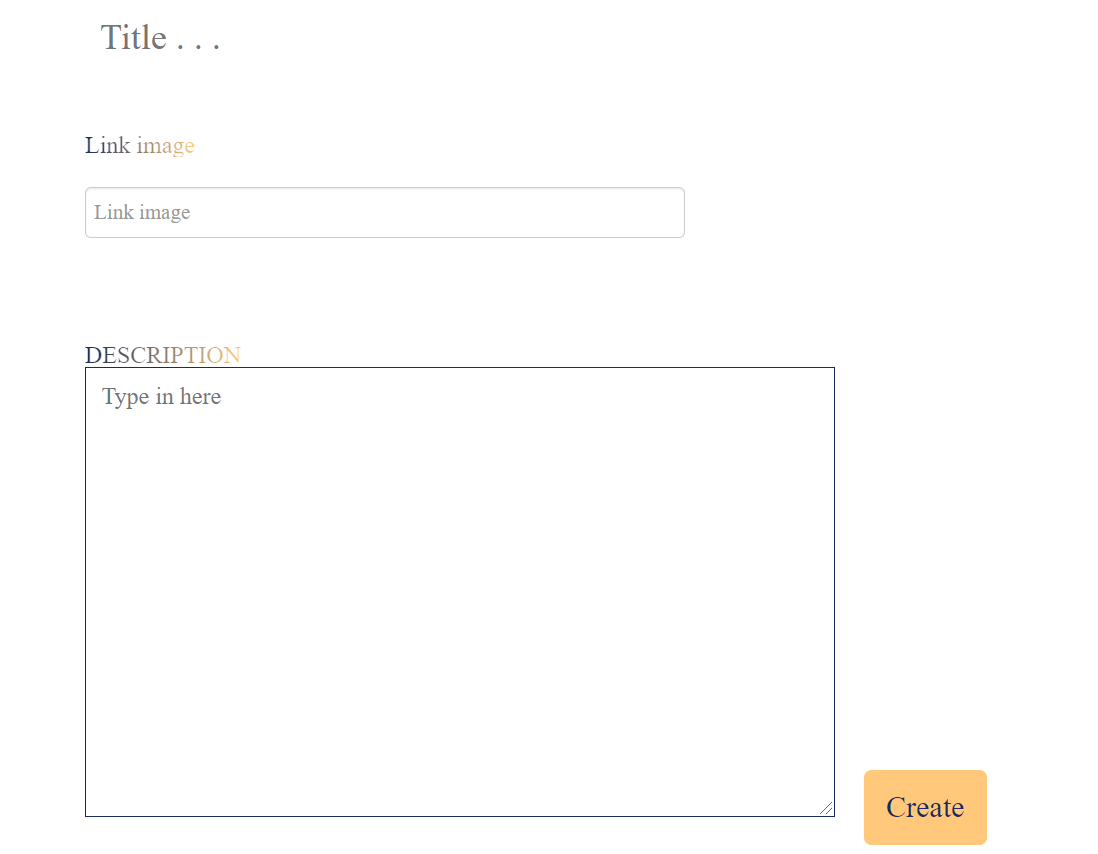 Title . . .
Link image
Link image
DESCRIPTION
Type in here
Create